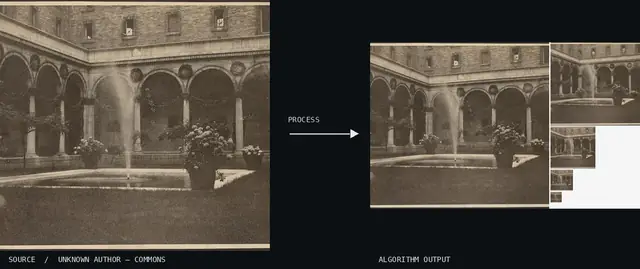 PROCESS
SOURCE / UNKNOWN AUTHOR — COMMONS
ALGORITHM OUTPUT